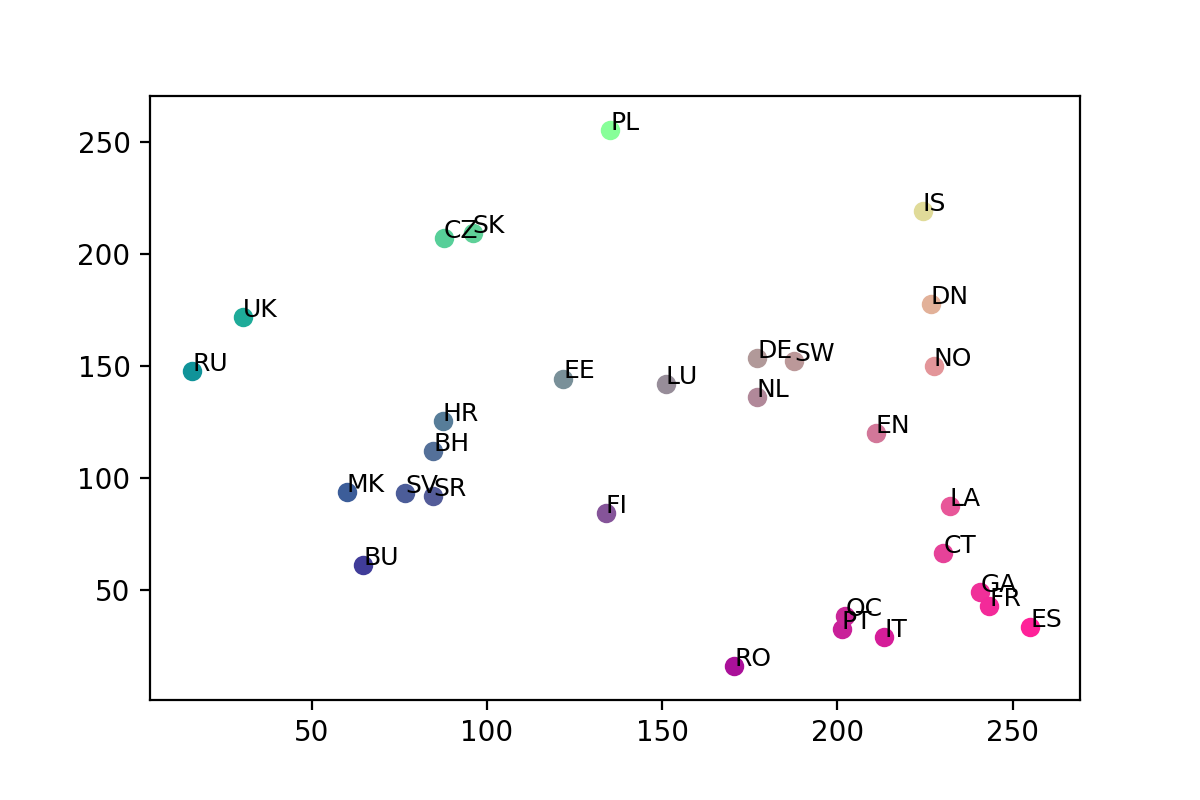 PL
250
IS
CZ
SK
200
DN
UK
DE
SW
NO
RU
150
EE
LU
NL
HR
EN
BH
100
MK
SV
SR
LA
FI
CT
BU
50
GA
FR
OC
PT
IT
ES
RO
50 100 150 200 250